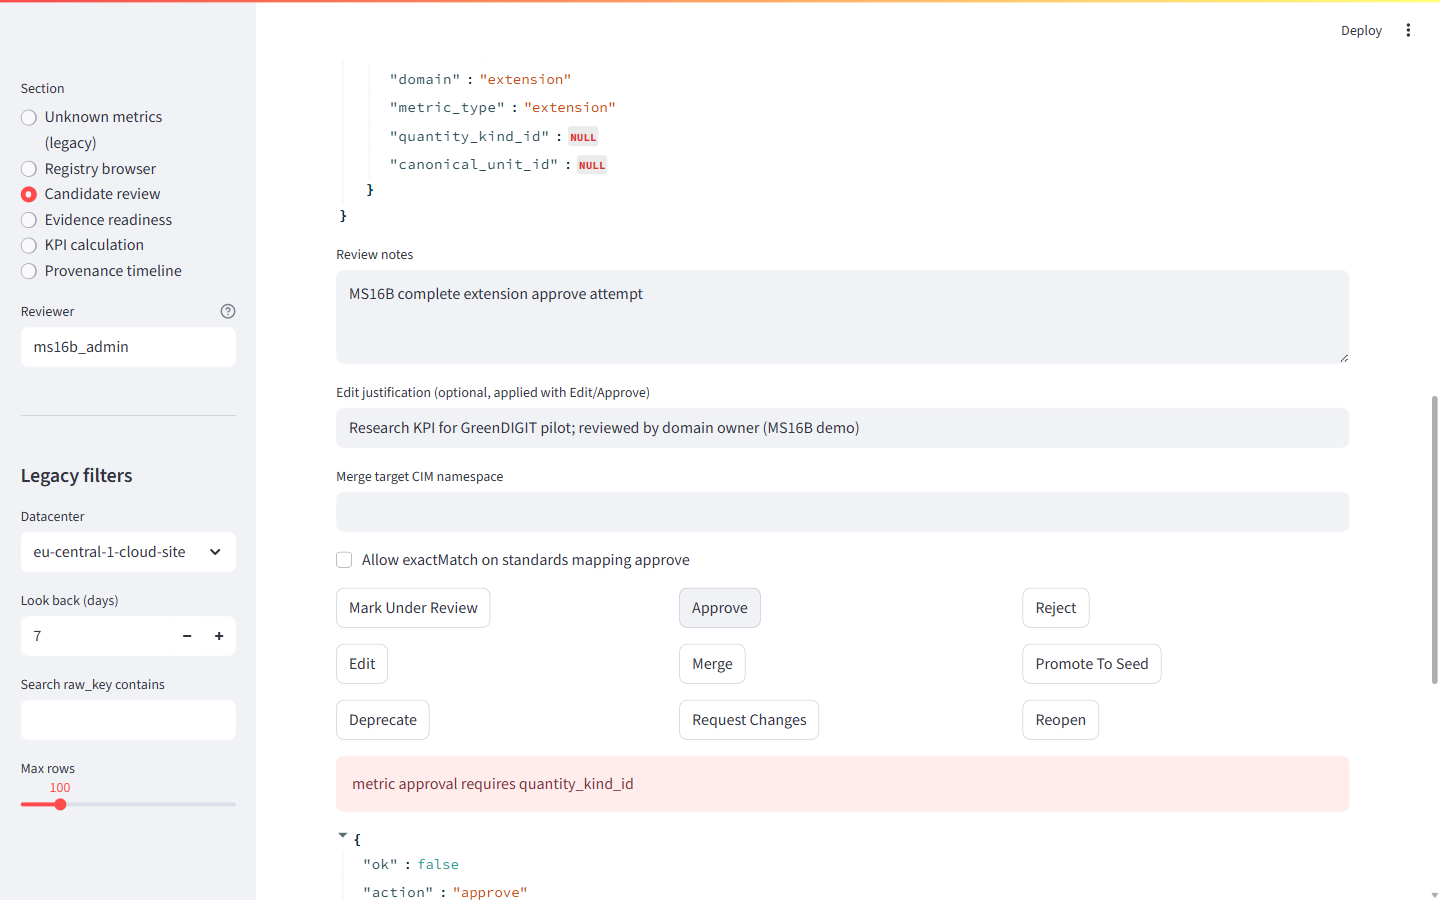 Deploy
Section
Unknown metrics
(legacy)
Registry browser
Candidate review
Evidence readiness
KPI calculation
Provenance timeline
Reviewer
ms16b_admin
Legacy filters
Datacenter
eu-central-1-cloud-site
Look back (days)
7
Search raw_key contains
Max rows
100
"domain" : "extension"
"metric_type" : "extension"
"quantity_kind_id" : NULL
"canonical_unit_id" : NULL
}
}
Review notes
MS16B complete extension approve attempt
Edit justification (optional, applied with Edit/Approve)
Research KPI for GreenDIGIT pilot; reviewed by domain owner (MS16B demo)
Merge target CIM namespace
Allow exactMatch on standards mapping approve
Mark Under Review Approve Reject
Edit Merge Promote To Seed
Deprecate Request Changes Reopen
metric approval requires quantity_kind_id
{
"ok" : false
"action" : "approve"